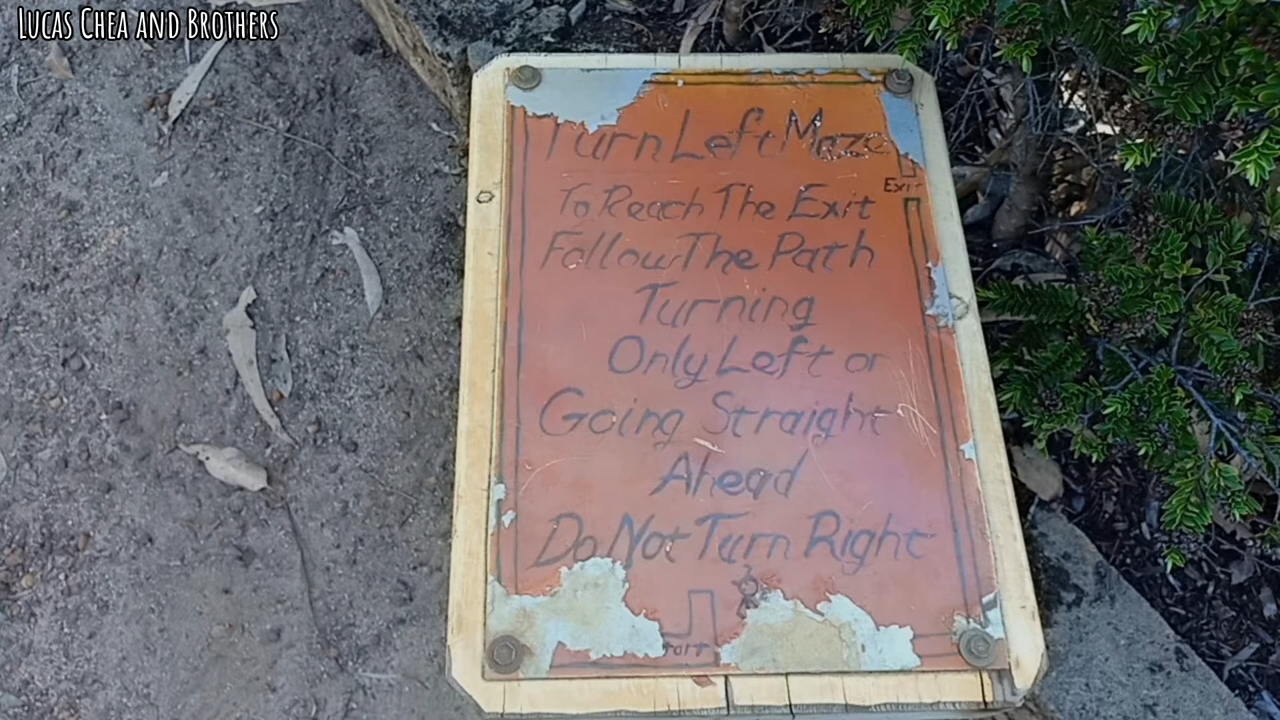 Lucas Chea and Brothers
Turn Left Maze
Exit
To Reach The Exit
Follow The Path
Turning
Only Left or
Going Straight
Ahead
Do Not Turn Right